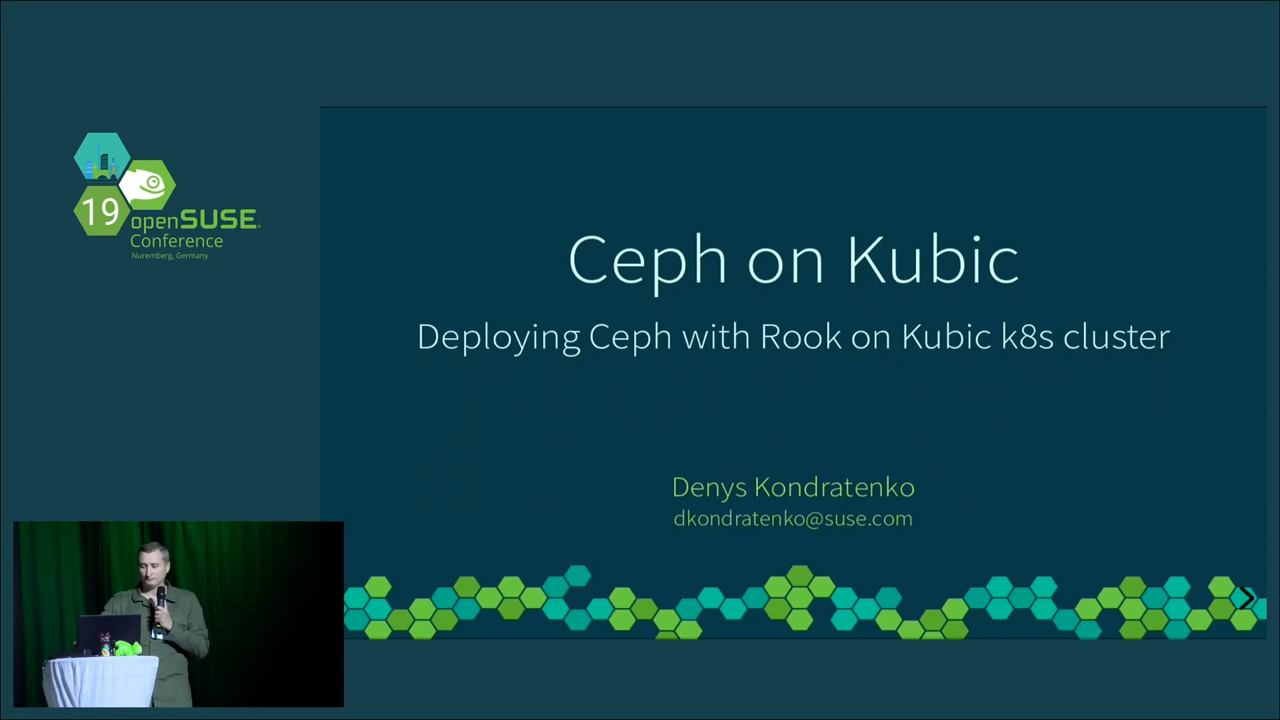 19
openSUSE
Conference
Nuremberg, Germany
Ceph on Kubic
Deploying Ceph with Rook on Kubic k8s cluster
Denys Kondratenko
dkondratenko@suse.com